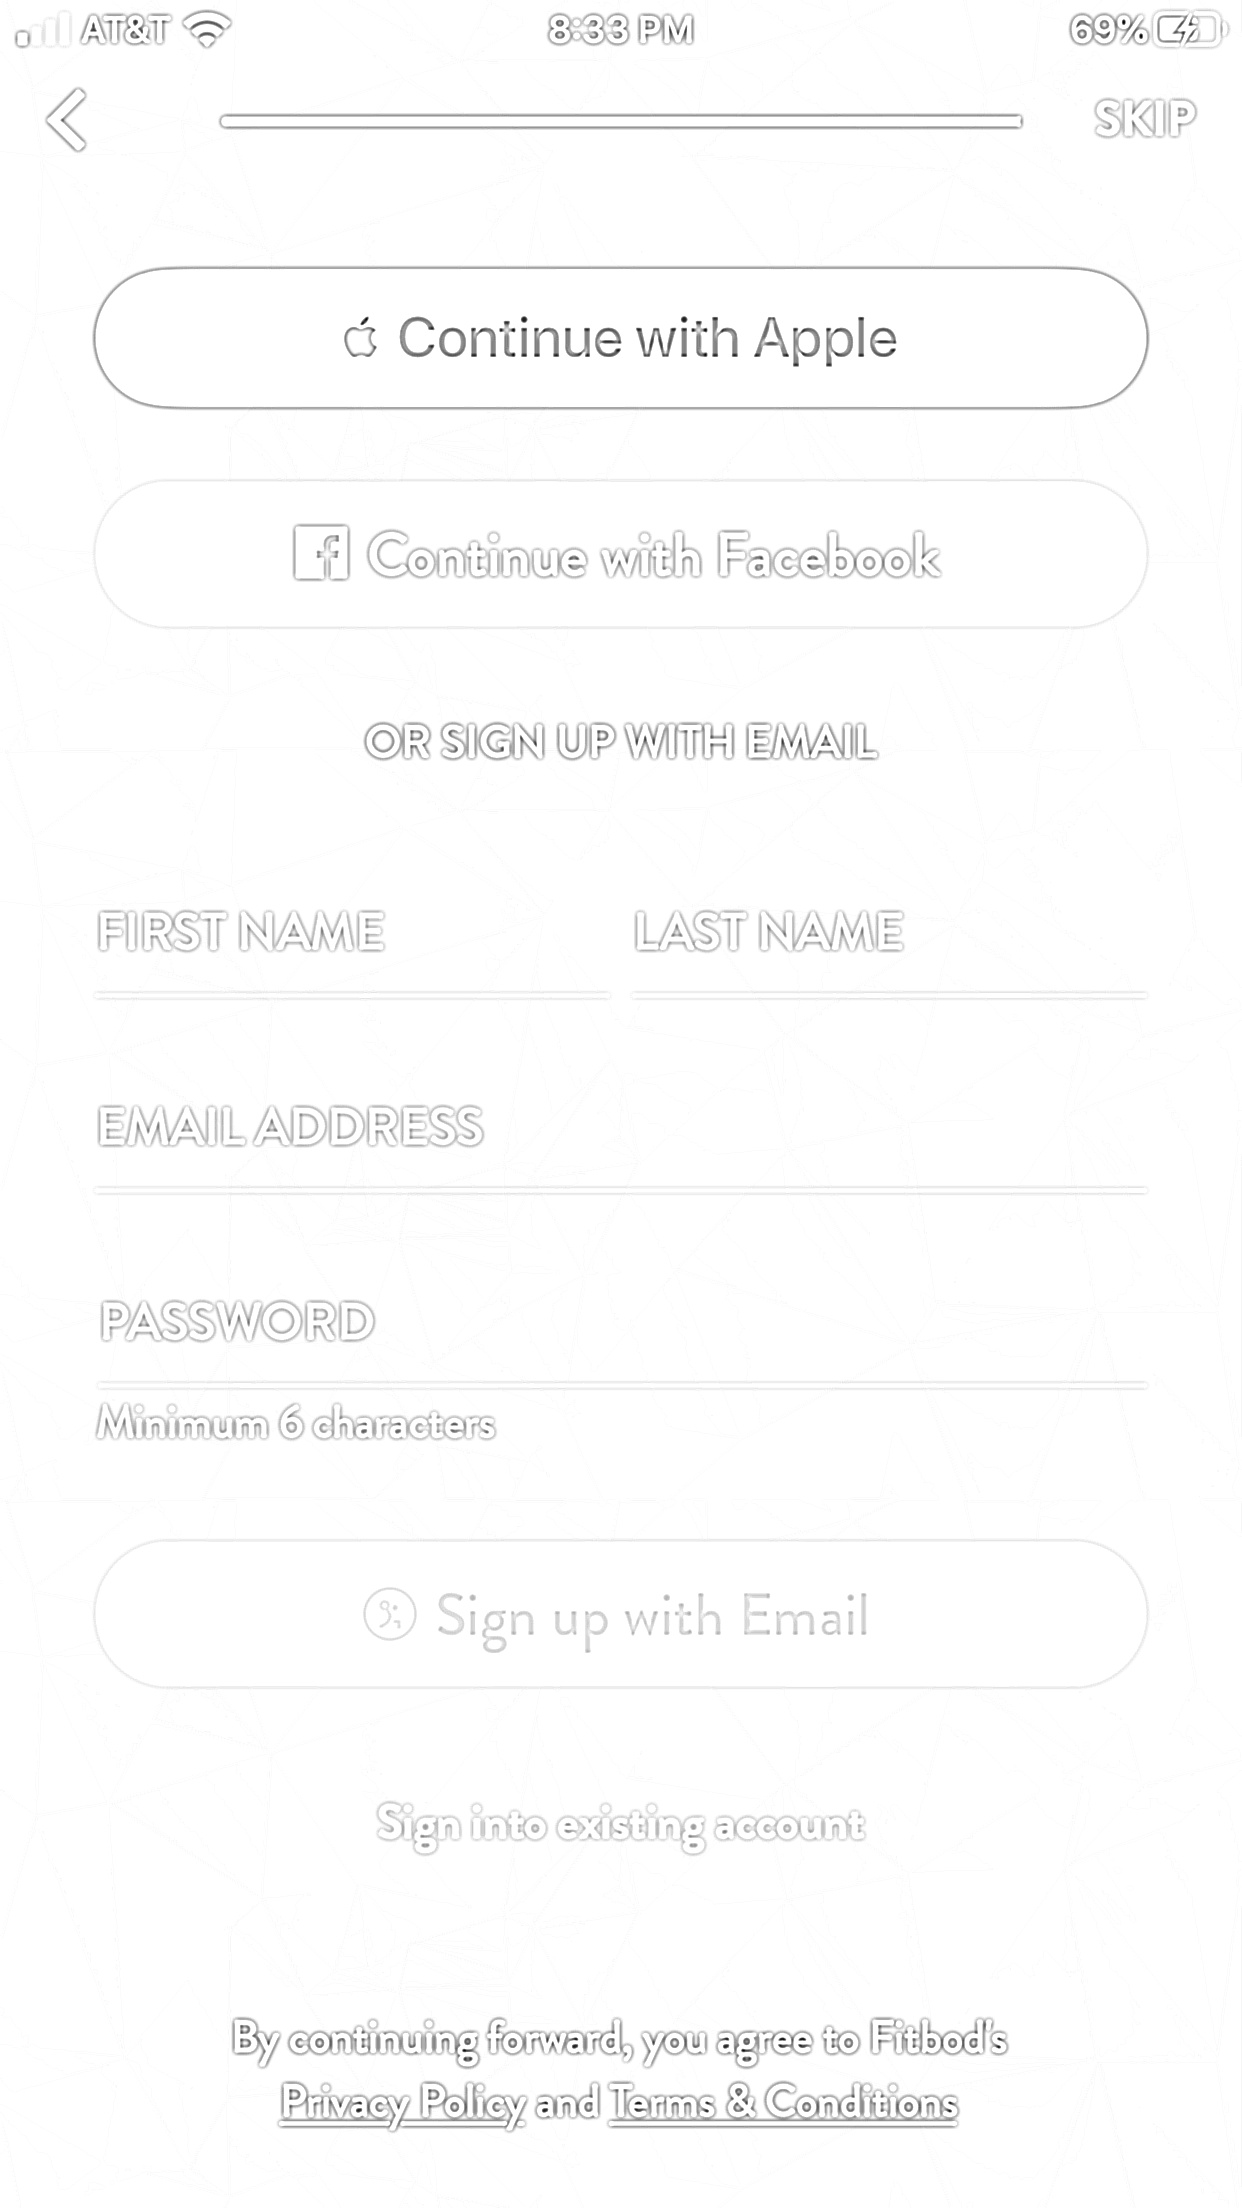 AT&T 8:33 PM 69%
SKIP
Continue with Apple
Continue with Facebook
OR SIGN UP WITH EMAIL
FIRST NAME LAST NAME
EMAIL ADDRESS
PASSWORD
Minimum 6 characters
Sign up with Email
Sign into existing account
By continuing forward, you agree to Fitbod's
Privacy Policy and Terms & Conditions